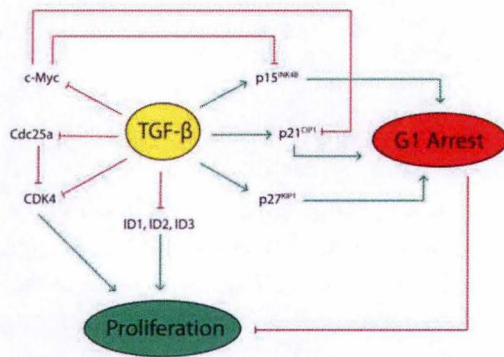 c-Myc
p15INK4B
Cdc25a
TGF-β
p21CIP1
G1 Arrest
CDK4
p27KIP1
ID1, ID2, ID3
Proliferation